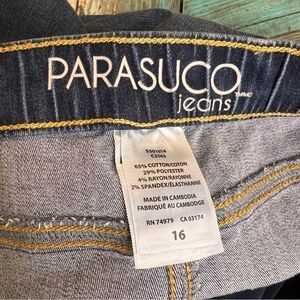 PARASUCO
jeans
65% COTTON/COTON
29% POLYESTER
4% RAYON/RAYONNE
2% SPANDEX/ÉLASTHANNE
MADE IN CAMBODIA
FABRIQUÉ AU CAMBODGE
RN 74979 CA 03174
16